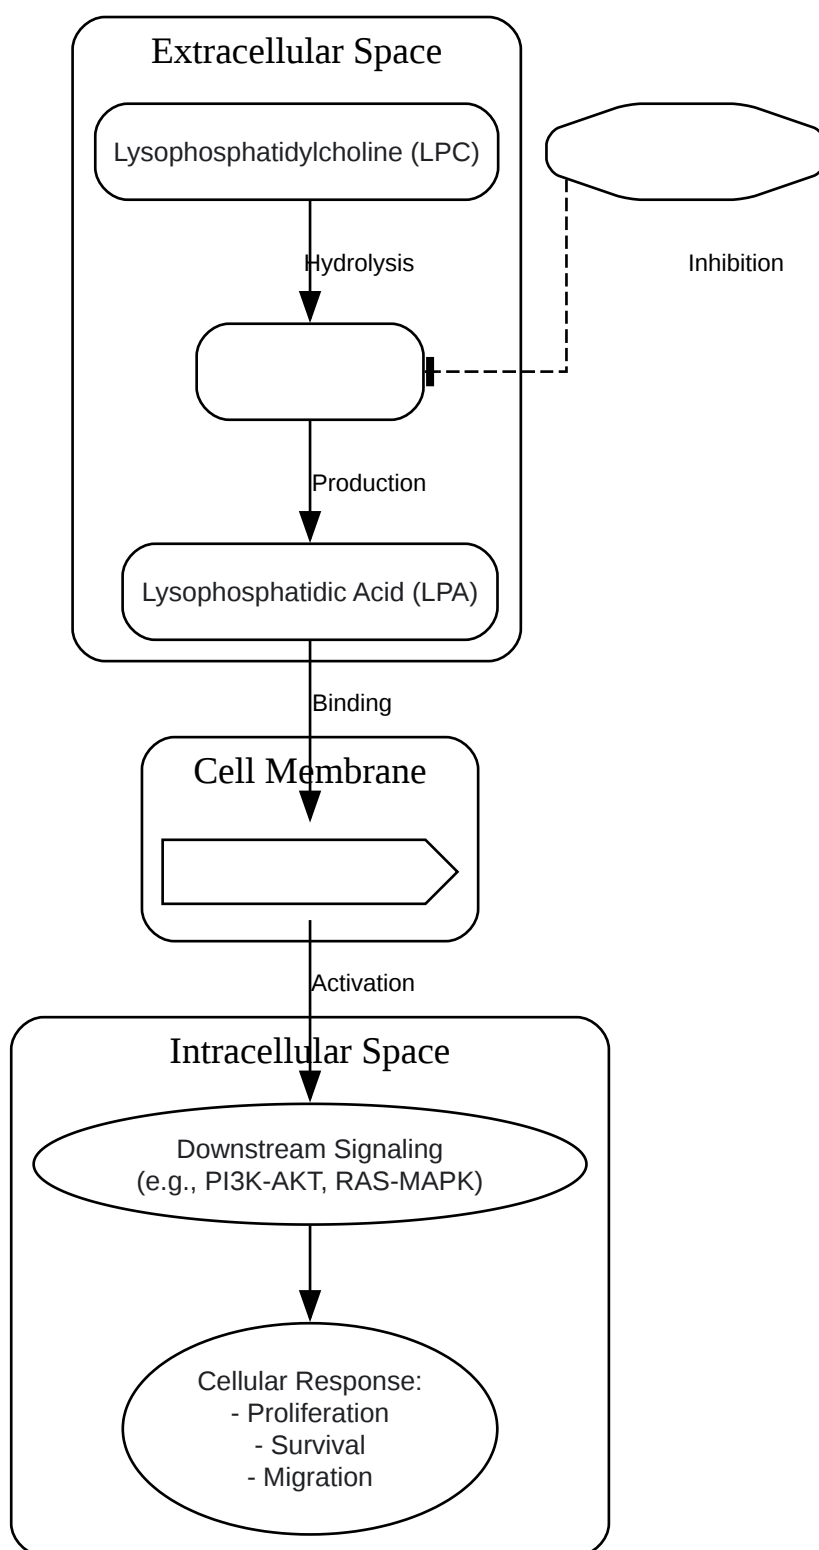 Extracellular Space
Lysophosphatidylcholine (LPC)
Hydrolysis
Inhibition
Production
Lysophosphatidic Acid (LPA)
Binding
Cell Membrane
Activation
Intracellular Space
Downstream Signaling
(e.g., PI3K-AKT, RAS-MAPK)
Cellular Response:
- Proliferation
- Survival
- Migration